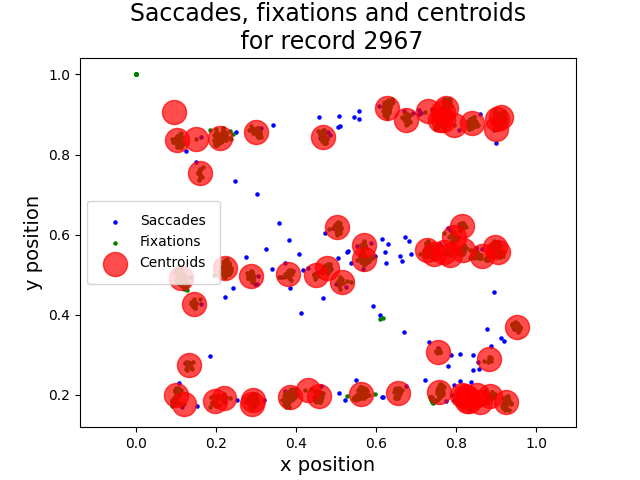 Saccades, fixations and centroids
for record 2967
1.0
0.8
0.6
0.4
0.2
y position
Saccades
Fixations
Centroids
0.0 0.2 0.4 0.6 0.8 1.0
x position